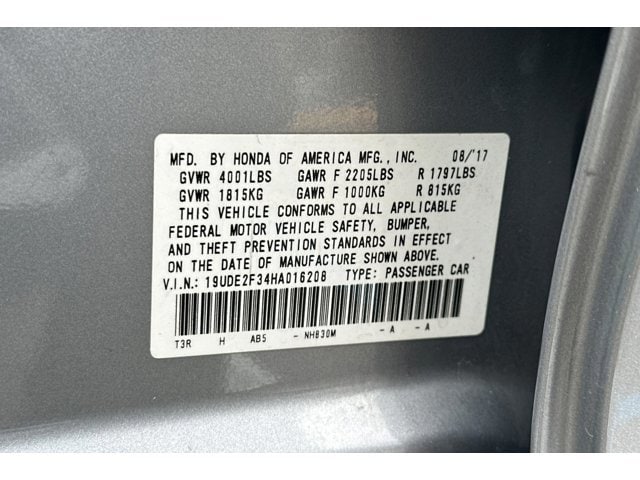 MFD. BY HONDA OF AMERICA MFG., INC. 08/'17
GVWR 4001LBS GAWR F 2205LBS R 1797LBS
GVWR 1815KG GAWR F 1000KG R 815KG
THIS VEHICLE CONFORMS TO ALL APPLICABLE
FEDERAL MOTOR VEHICLE SAFETY, BUMPER,
AND THEFT PREVENTION STANDARDS IN EFFECT
ON THE DATE OF MANUFACTURE SHOWN ABOVE.
V.I.N.: 19UDE2F34HA016208 TYPE: PASSENGER CAR
T3R H AB5 - NH830M - A - A